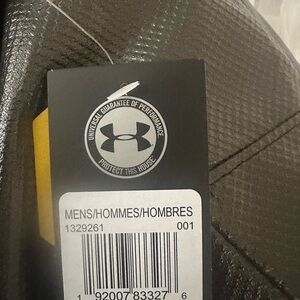 UNIVERSAL GUARANTEE OF PERFORMANCE
PROTECT THIS HOUSE
MENS/HOMMES/HOMBRES
1329261 001
1 92007 83327 6